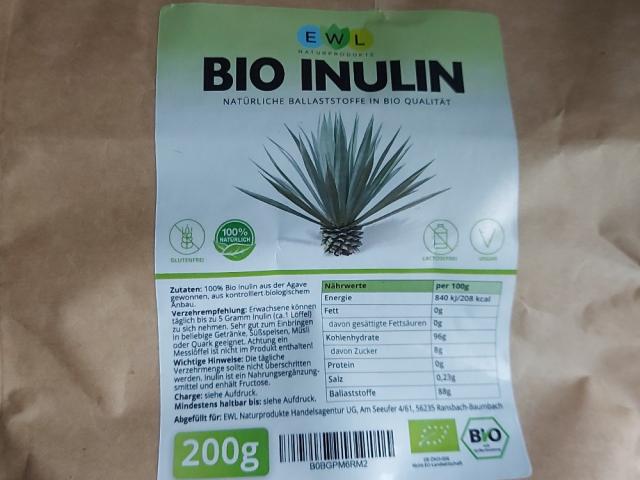 EWL
NATURPRODUKTE
BIO INULIN
NATÜRLICHE BALLASTSTOFFE IN BIO QUALITÄT
GLUTENFREI
100%
NATÜRLICH
LACTOSEFREI
VEGAN
Zutaten: 100% Bio Inulin aus der Agave
gewonnen, aus kontrolliert biologischem
Anbau.
Verzehrempfehlung: Erwachsene können
täglich bis zu 5 Gramm Inulin (ca.1 Löffel)
zu sich nehmen. Sehr gut zum Einbringen
in beliebige Getränke, Süßspeisen, Müsli
oder Quark geeignet. Achtung ein
Messlöffel ist nicht im Produkt enthalten!
Wichtige Hinweise: Die tägliche
Verzehrmenge sollte nicht überschritten
werden. Inulin ist ein Nahrungsergänzung-
smittel und enhält Fructose.
Charge: siehe Aufdruck.
Mindestens haltbar bis: siehe Aufdruck.
Nährwerte per 100g
Energie 840 kJ/208 kcal
Fett 0g
davon gesättigte Fettsäuren 0g
Kohlenhydrate 96g
davon Zucker 8g
Protein 0g
Salz 0,23g
Ballaststoffe 88g
Abgefüllt für: EWL Naturprodukte Handelsagentur UG, Am Seeufer 4/61, 56235 Ransbach-Baumbach
200g
B0BGPM6RM2
Nicht-EU-Landwirtschaft
BIO